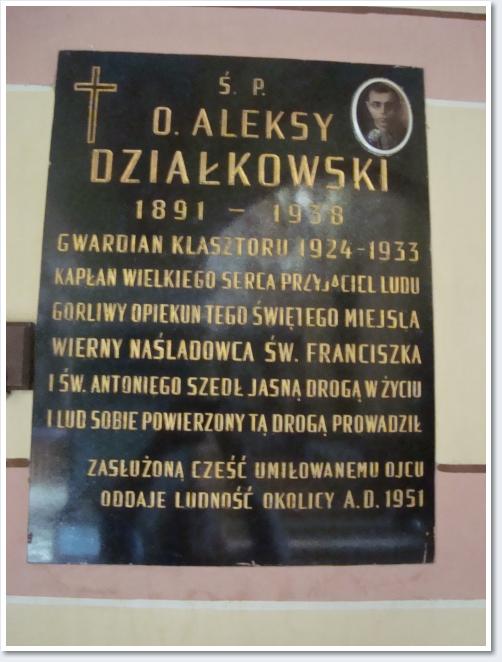 Ś. P.
O. ALEKSY
DZIAŁKOWSKI
1891 – 1938
GWARDIAN KLASZTORU 1924-1933
KAPŁAN WIELKIEGO SERCA PRZYJACIEL LUDU
GORLIWY OPIEKUN TEGO ŚWIĘTEGO MIEJSCA
WIERNY NAŚLADOWCA ŚW. FRANCISZKA
I ŚW. ANTONIEGO SZEDŁ JASNĄ DROGĄ W ŻYCIU
I LUD SOBIE POWIERZONY TĄ DROGĄ PROWADZIŁ
ZASŁUŻONĄ CZEŚĆ UMIŁOWANEMU OJCU
ODDAJE LUDNOŚĆ OKOLICY A.D. 1951